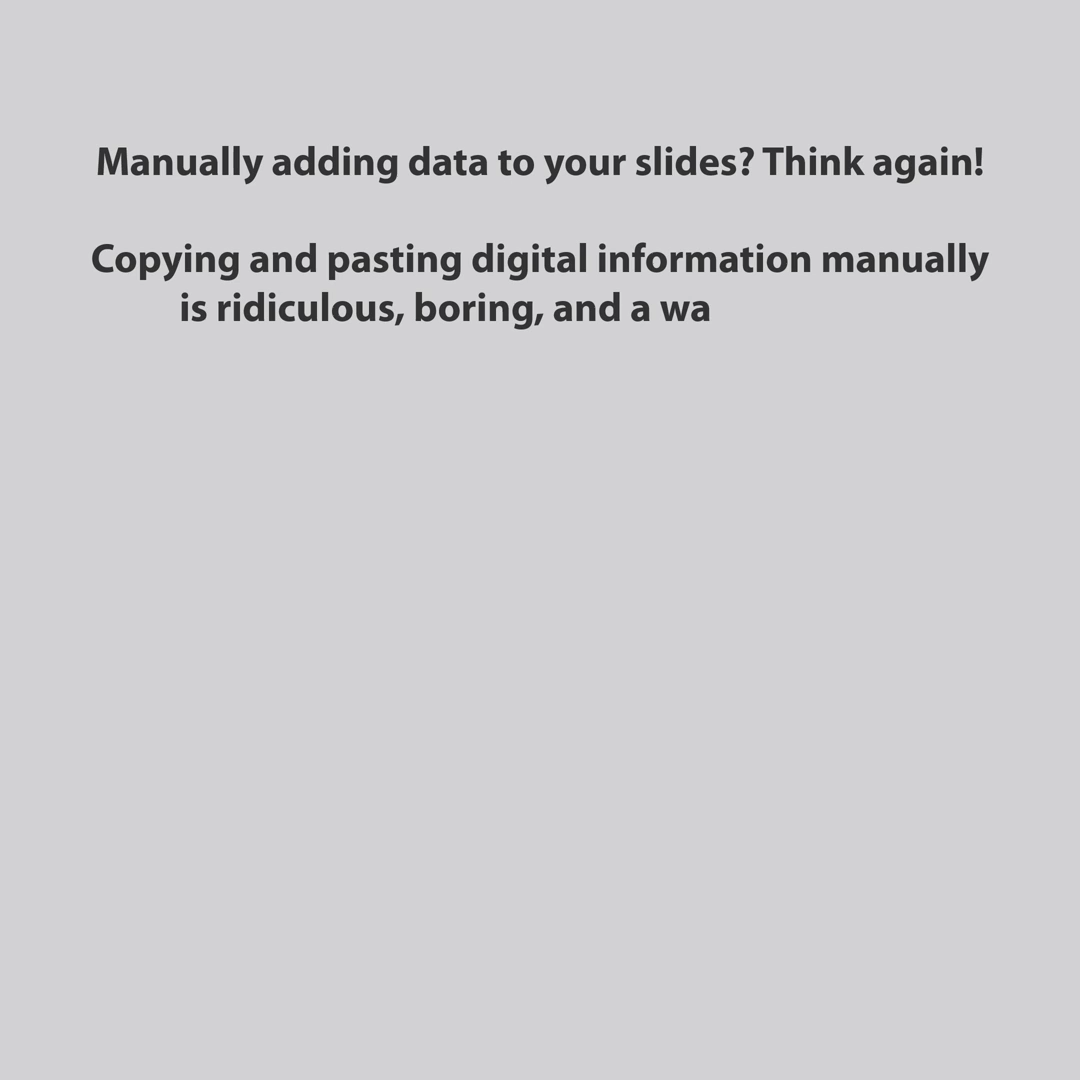 Manually adding data to your slides? Think again!
Copying and pasting digital information manually
is ridiculous, boring, and a wa